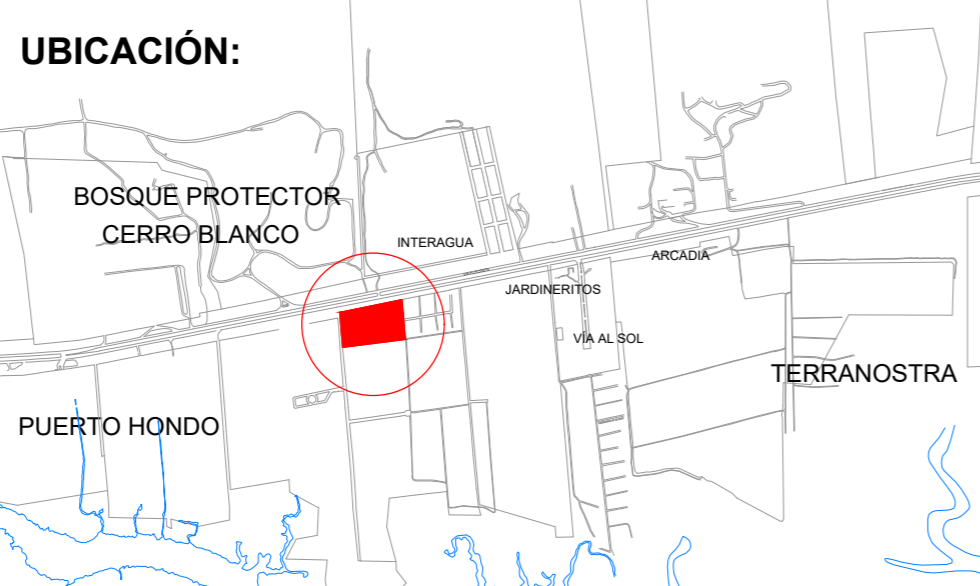 UBICACIÓN:
BOSQUE PROTECTOR
CERRO BLANCO
INTERAGUA
ARCADIA
JARDINERITOS
VÍA AL SOL
TERRANOSTRA
PUERTO HONDO